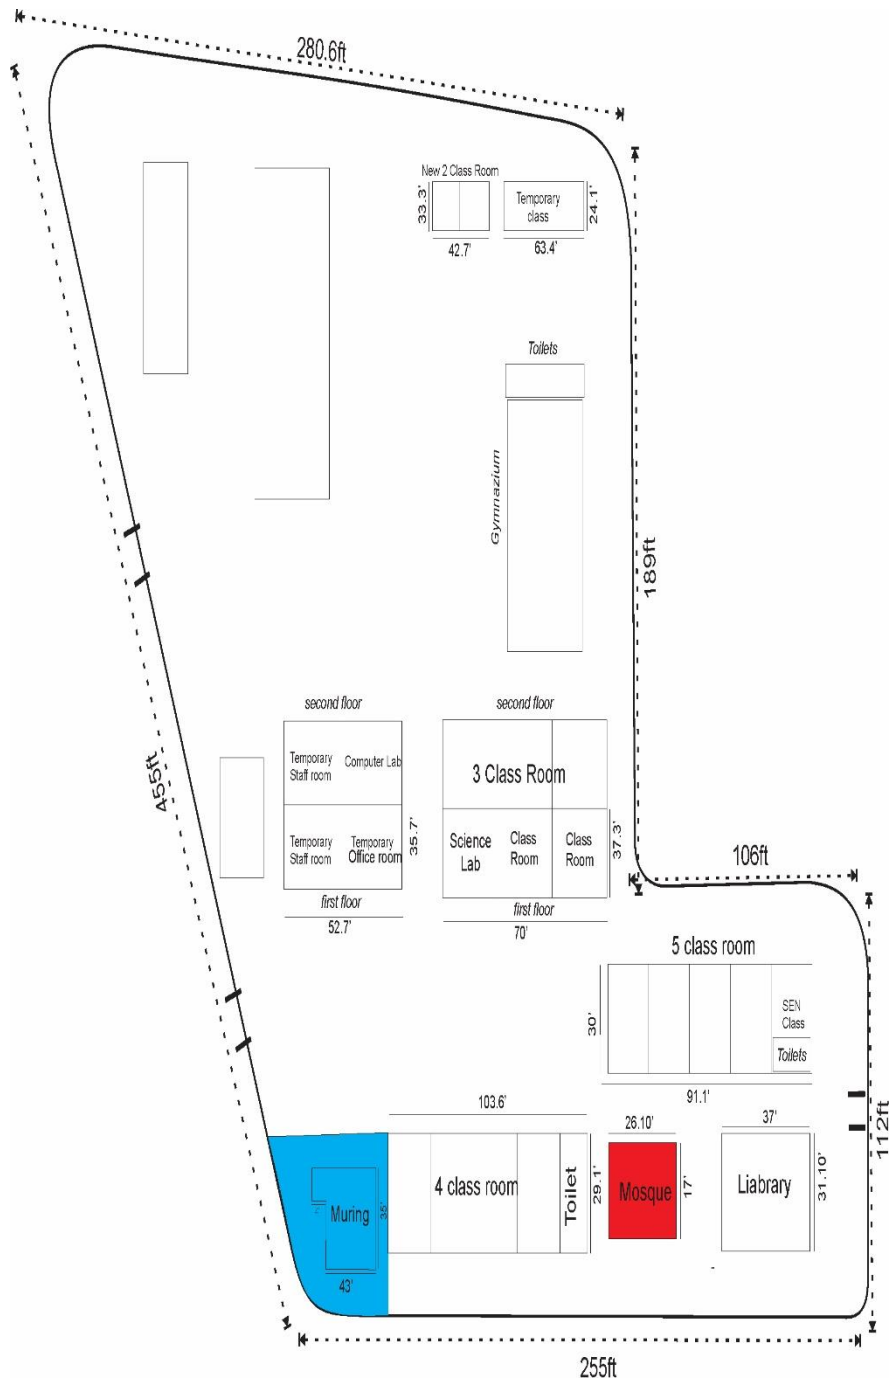 280.6ft
New 2 Class Room
33.3'
Temporary
class
24.1'
42.7'
63.4'
Toilets
Gymnazium
189ft
455ft
second floor
second floor
Temporary
Staff room
Computer Lab
3 Class Room
Temporary
Staff room
Temporary
Office room
35.7'
Science
Lab
Class
Room
Class
Room
37.3'
first floor
52.7'
first floor
70'
106ft
5 class room
30'
SEN
Class
Toilets
91.1'
112ft
103.6'
26.10'
37'
4 class room
Toilet
29.1'
Mosque
17'
Liabrary
31.10'
Muring
35'
43'
255ft